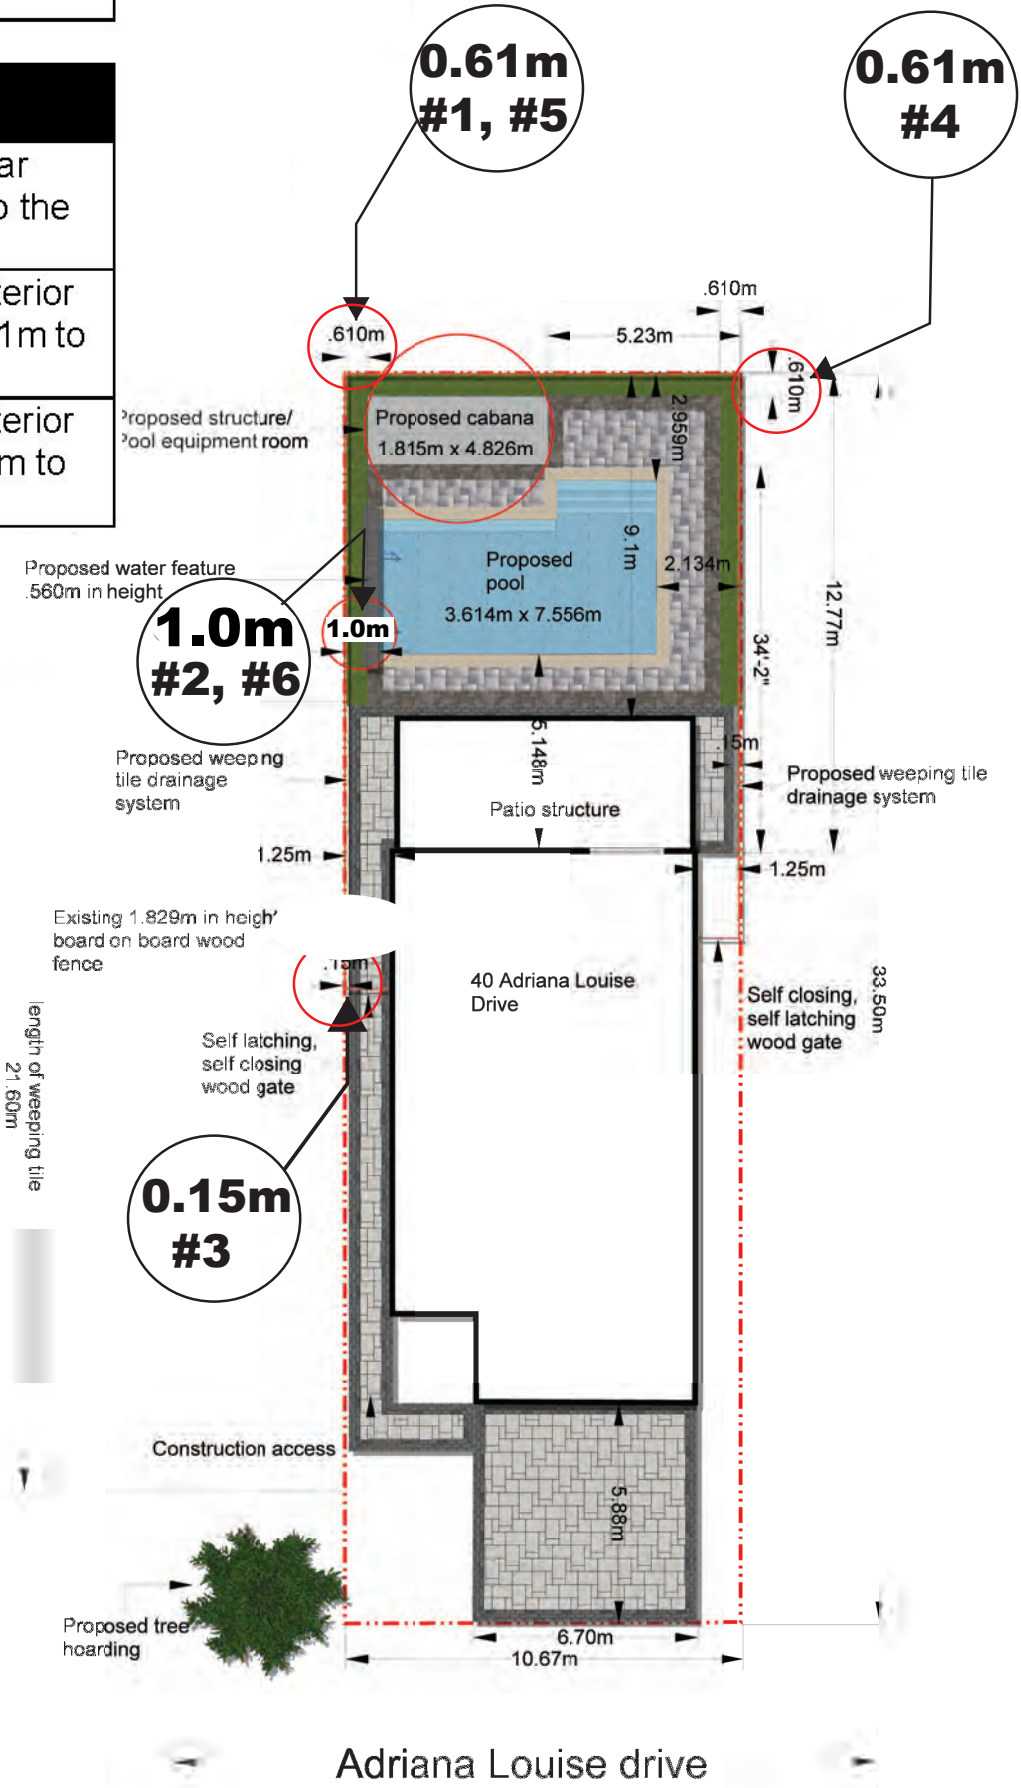 0.61m
#1, #5
0.61m
#4
ar
o the
terior
1m to
terior
m to
.610m
.610m
5.23m
.610m
Proposed structure/
Pool equipment room
Proposed cabana
1.815m x 4.826m
2.959m
9.1m
Proposed water feature
.560m in height
Proposed
pool
3.614m x 7.556m
2.134m
12.77m
34'-2"
1.0m
#2, #6
1.0m
Proposed weeping
tile drainage
system
5.148m
.15m
Proposed weeping tile
drainage system
Patio structure
1.25m
1.25m
Existing 1.829m in height
board on board wood
fence
.15m
40 Adriana Louise
Drive
33.50m
Self closing,
self latching
wood gate
length of weeping tile
21.60m
Self latching,
self closing
wood gate
0.15m
#3
Construction access
5.88m
Proposed tree
hoarding
6.70m
10.67m
Adriana Louise drive